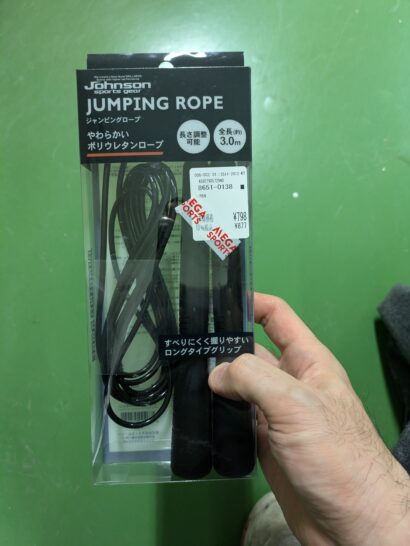 Johnson
sports gear
JUMPING ROPE
ジャンピングロープ
やわらかい
ポリウレタンロープ
長さ調整
可能
全長(約)
3.0m
8651-0138
¥798
¥877
MEGA
SPORTS
MEGA
SPORTS
すべりにくく握りやすい
ロングタイプグリップ